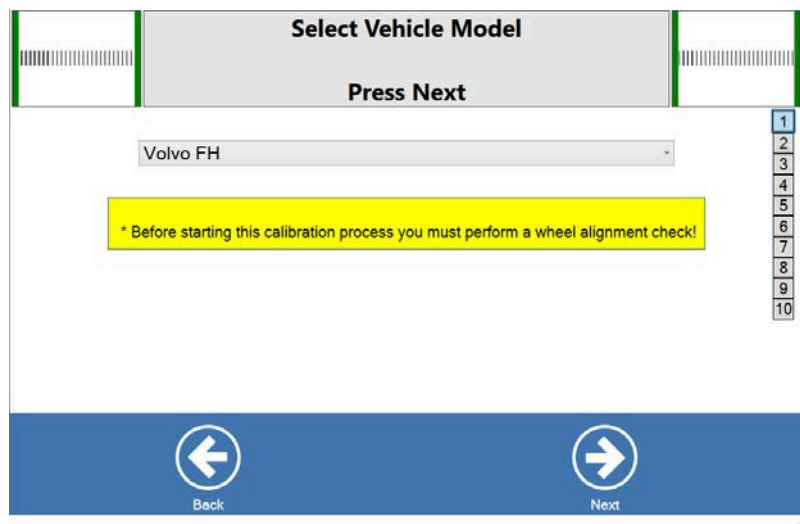 Select Vehicle Model
Press Next
Volvo FH
* Before starting this calibration process you must perform a wheel alignment check!
1
2
3
4
5
6
7
8
9
10
Back
Next